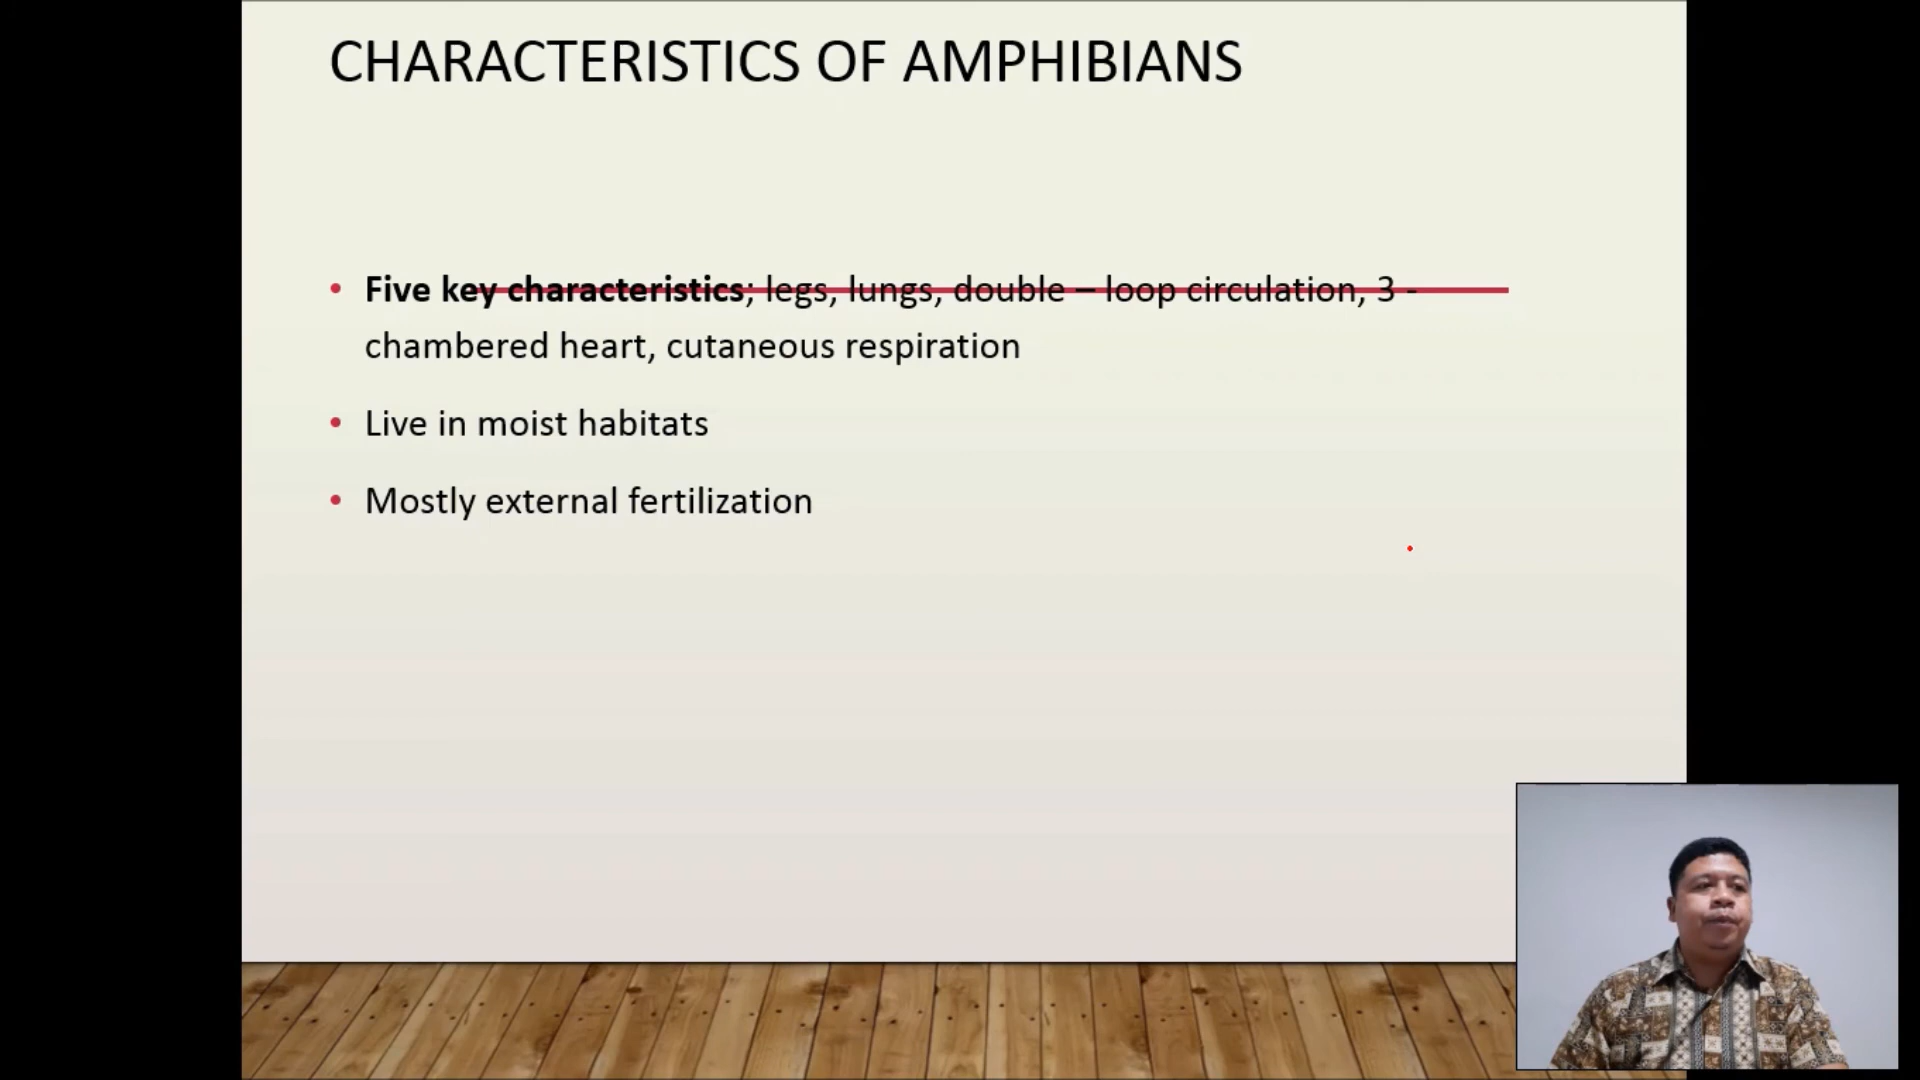 CHARACTERISTICS OF AMPHIBIANS
• Five key characteristics; legs, lungs, double – loop circulation, 3 -
chambered heart, cutaneous respiration
• Live in moist habitats
• Mostly external fertilization